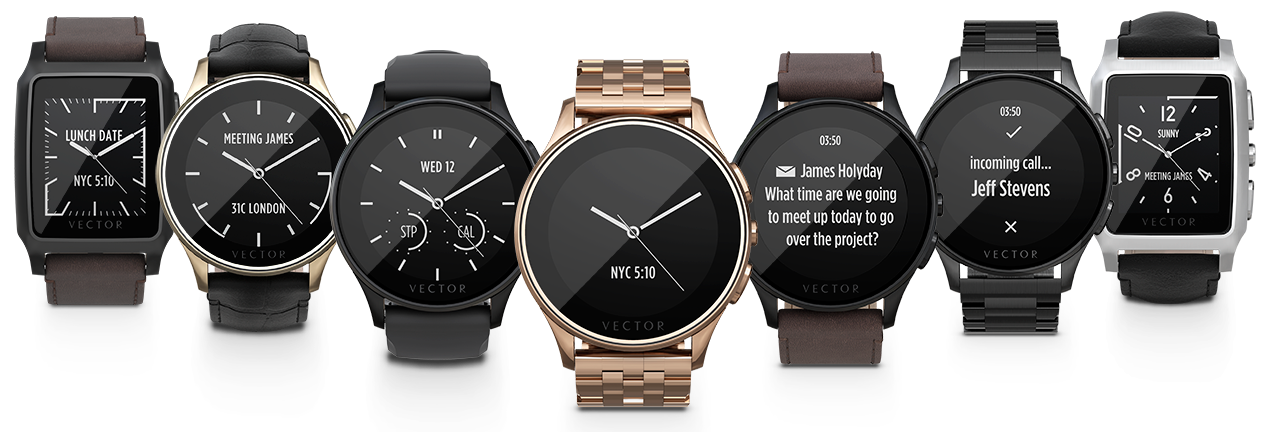 LUNCH DATE
NYC 5:10
VECTOR
MEETING JAMES
31C LONDON
VECTOR
WED 12
STP
CAL
VECTOR
NYC 5:10
VECTOR
03:50
James Holyday
What time are we going
to meet up today to go
over the project?
VECTOR
03:50
incoming call...
Jeff Stevens
VECTOR
12
SUNNY
MEETING JAMES
6
VECTOR